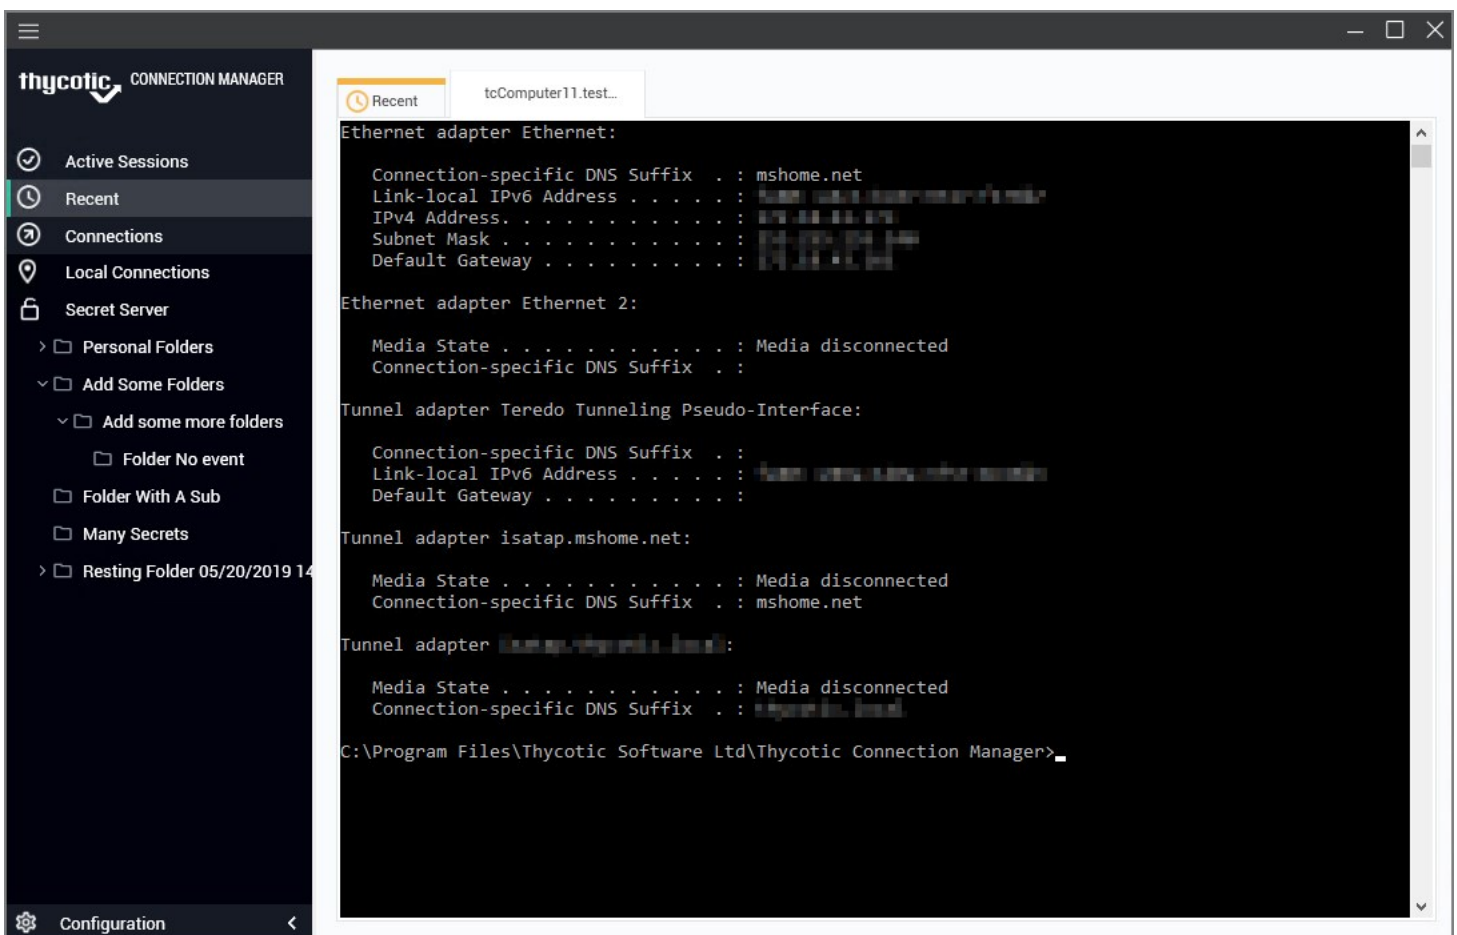 thycotic CONNECTION MANAGER
Active Sessions
Recent
Connections
Local Connections
Secret Server
Personal Folders
Add Some Folders
Add some more folders
Folder No event
Folder With A Sub
Many Secrets
Resting Folder 05/20/2019 14
Configuration
Recent
tcComputer11.test...
Ethernet adapter Ethernet:
Connection-specific DNS Suffix . : mshome.net
Link-local IPv6 Address . . . . . :
IPv4 Address. . . . . . . . . . . :
Subnet Mask . . . . . . . . . . . :
Default Gateway . . . . . . . . . :
Ethernet adapter Ethernet 2:
Media State . . . . . . . . . . . : Media disconnected
Connection-specific DNS Suffix . :
Tunnel adapter Teredo Tunneling Pseudo-Interface:
Connection-specific DNS Suffix . :
Link-local IPv6 Address . . . . . :
Default Gateway . . . . . . . . . :
Tunnel adapter isatap.mshome.net:
Media State . . . . . . . . . . . : Media disconnected
Connection-specific DNS Suffix . : mshome.net
Tunnel adapter :
Media State . . . . . . . . . . . : Media disconnected
Connection-specific DNS Suffix . :
C:\Program Files\Thycotic Software Ltd\Thycotic Connection Manager>